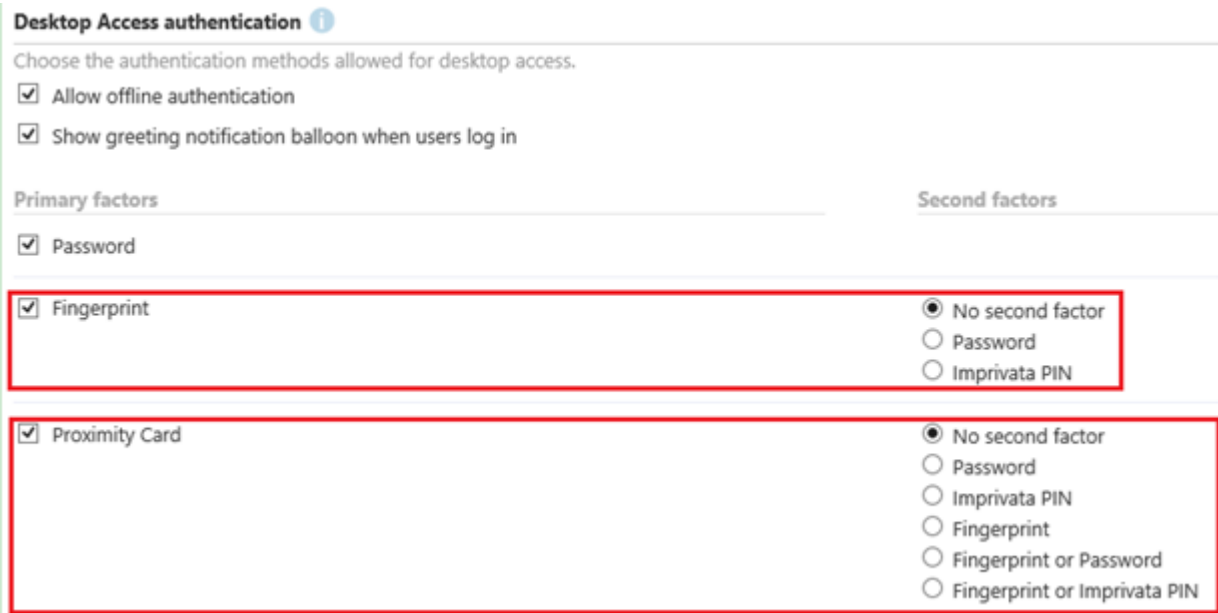 Desktop Access authentication
Choose the authentication methods allowed for desktop access.
Allow offline authentication
Show greeting notification balloon when users log in
Primary factors
Second factors
Password
Fingerprint
No second factor
Password
Imprivata PIN
Proximity Card
No second factor
Password
Imprivata PIN
Fingerprint
Fingerprint or Password
Fingerprint or Imprivata PIN